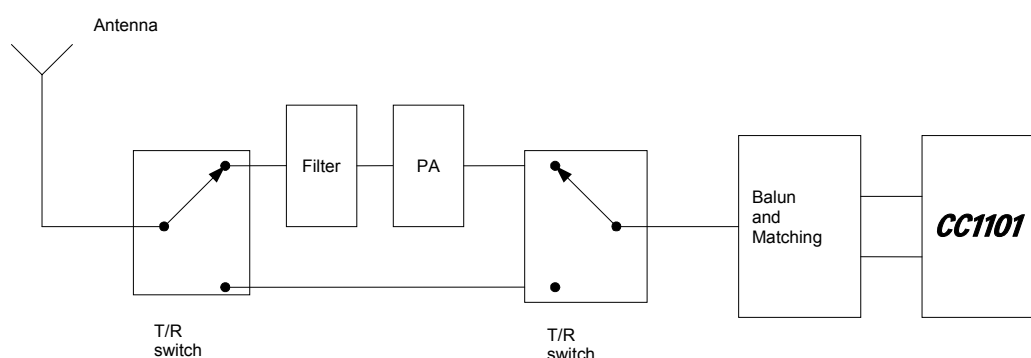 Antenna
Filter
PA
Balun
and
Matching
CC1101
T/R
switch
T/R
switch